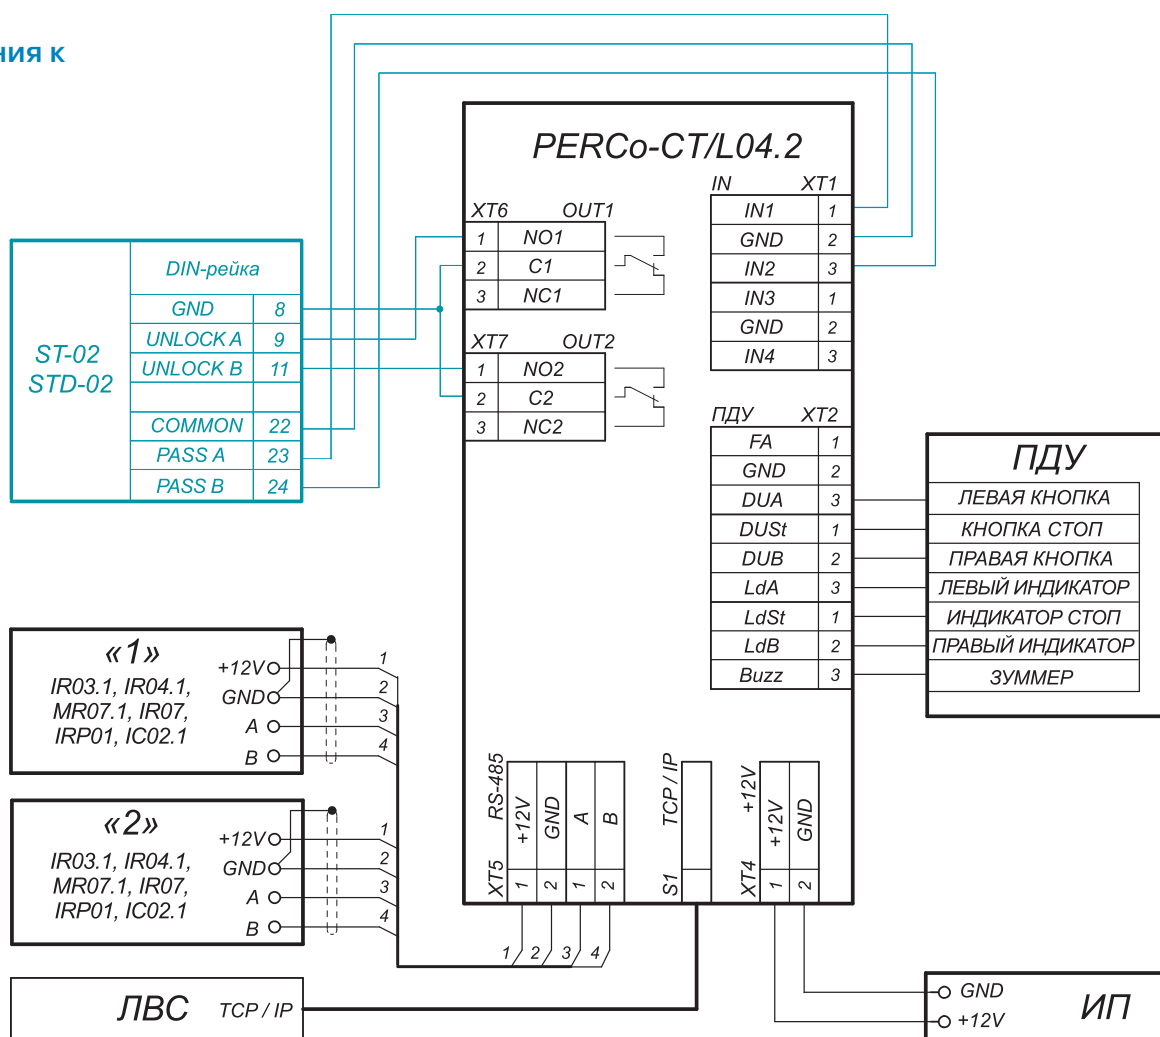 ния к
PERCo-CT/L04.2
IN XT1
IN1 1
GND 2
IN2 3
IN3 1
GND 2
IN4 3
XT6 OUT1
1 NO1
2 C1
3 NC1
XT7 OUT2
1 NO2
2 C2
3 NC2
ST-02
STD-02
DIN-рейка
GND 8
UNLOCK A 9
UNLOCK B 11
COMMON 22
PASS A 23
PASS B 24
ПДУ XT2
FA 1
GND 2
DUA 3
DUSt 1
DUB 2
LdA 3
LdSt 1
LdB 2
Buzz 3
ПДУ
ЛЕВАЯ КНОПКА
КНОПКА СТОП
ПРАВАЯ КНОПКА
ЛЕВЫЙ ИНДИКАТОР
ИНДИКАТОР СТОП
ПРАВЫЙ ИНДИКАТОР
ЗУММЕР
«1»
IR03.1, IR04.1,
MR07.1, IR07,
IRP01, IC02.1
+12V 1
GND 2
A 3
B 4
«2»
IR03.1, IR04.1,
MR07.1, IR07,
IRP01, IC02.1
+12V 1
GND 2
A 3
B 4
XT5 RS-485
1 +12V
2 GND
1 A
2 B
S1 TCP / IP
XT4 +12V
1 +12V
2 GND
1 2 3 4
ЛВС TCP / IP
GND
+12V
ИП